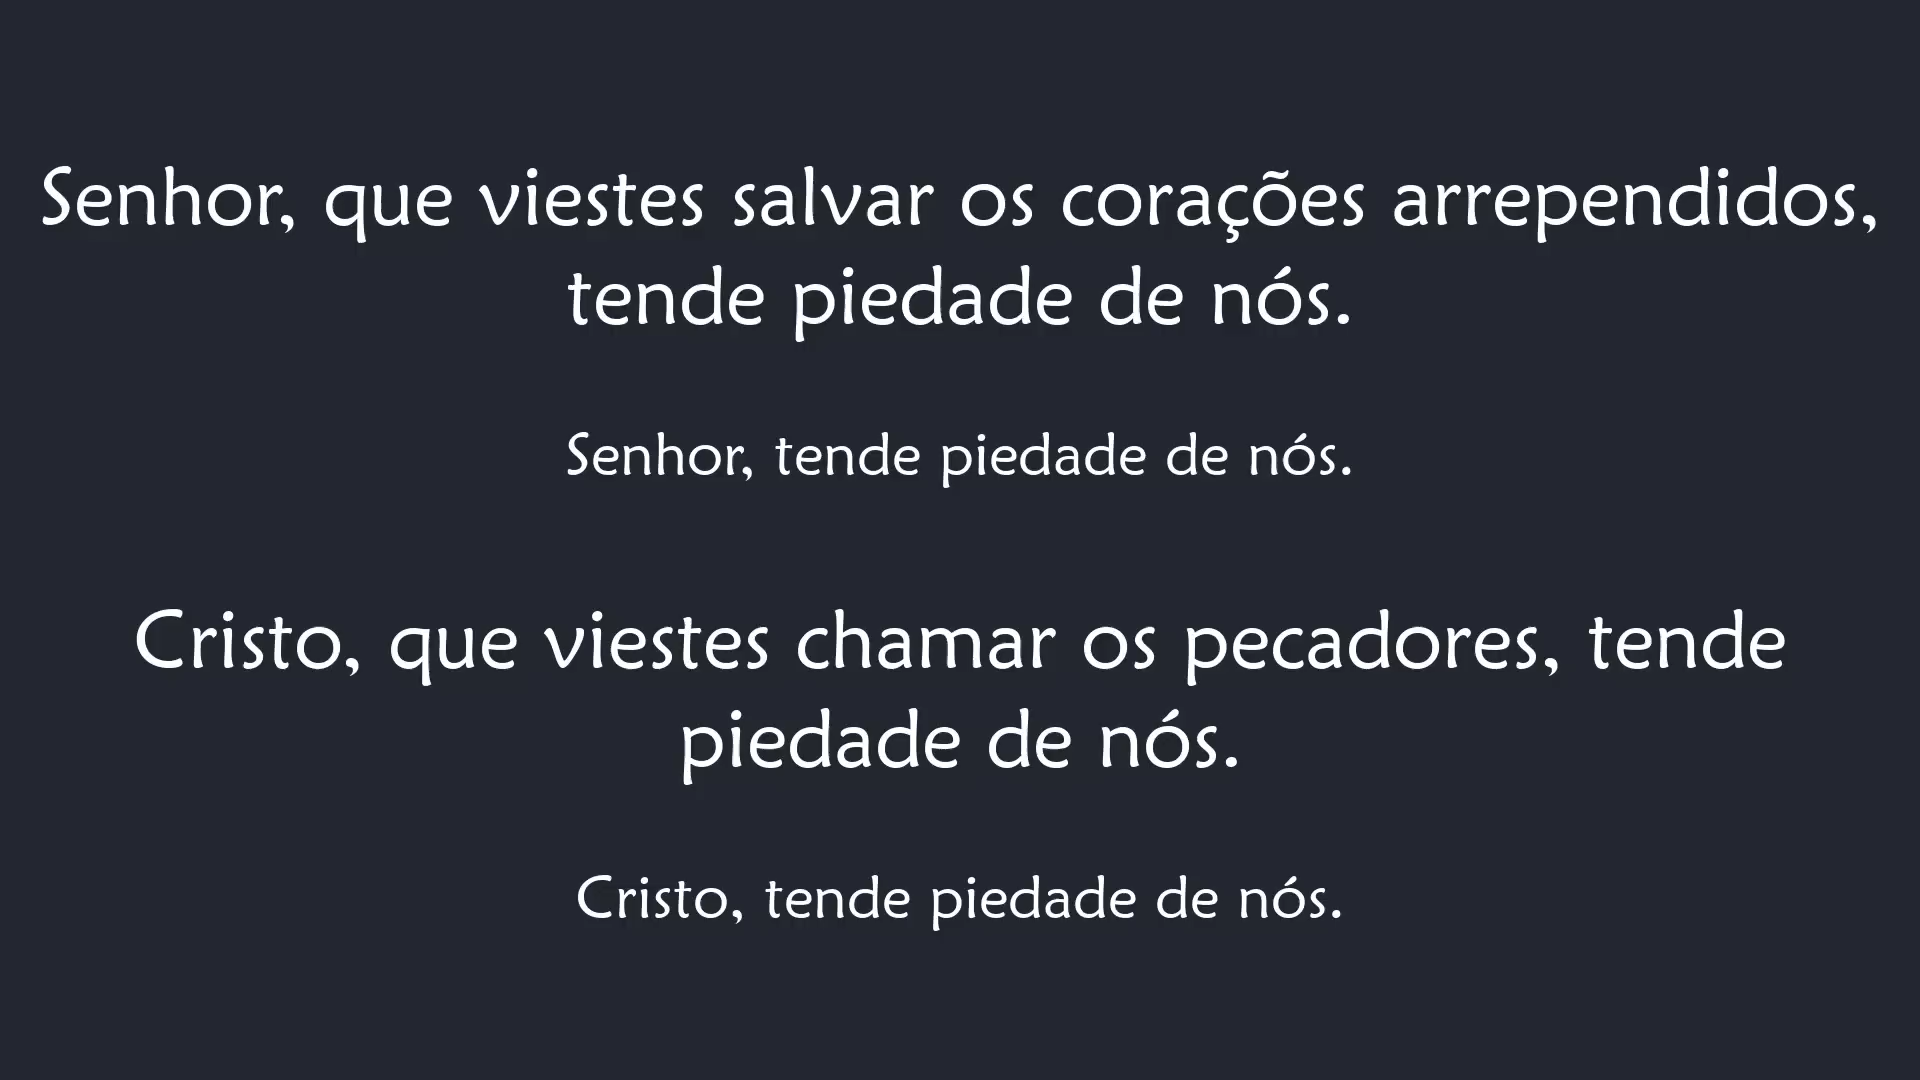 Senhor, que viestes salvar os corações arrependidos,
tende piedade de nós.
Senhor, tende piedade de nós.
Cristo, que viestes chamar os pecadores, tende
piedade de nós.
Cristo, tende piedade de nós.